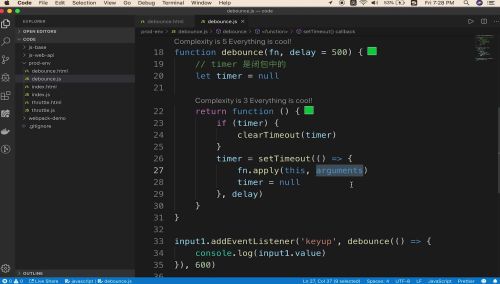 Code File Edit Selection View Go Run Terminal Window Help
53% Fri 7:28 PM
debounce.js — code
EXPLORER
OPEN EDITORS
CODE
js-base
js-web-api
prod-env
debounce.html
debounce.js
index.html
index.js
throttle.html
throttle.js
webpack-demo
.gitignore
OUTLINE
debounce.html
debounce.js
prod-env > debounce.js > debounce > <function> > setTimeout() callback
Complexity is 5 Everything is cool!
18 function debounce(fn, delay = 500) {
19 // timer 是闭包中的
20 let timer = null
21
Complexity is 3 Everything is cool!
22 return function () {
23 if (timer) {
24 clearTimeout(timer)
25 }
26 timer = setTimeout(() => {
27 fn.apply(this, arguments)
28 timer = null
29 }, delay)
30 }
31 }
32
33 input1.addEventListener('keyup', debounce(() => {
34 console.log(input1.value)
35 }), 600)
0 0 Live Share javascript debounce.js
Ln 27, Col 37 (9 selected) Spaces: 4 UTF-8 LF JavaScript Prettier